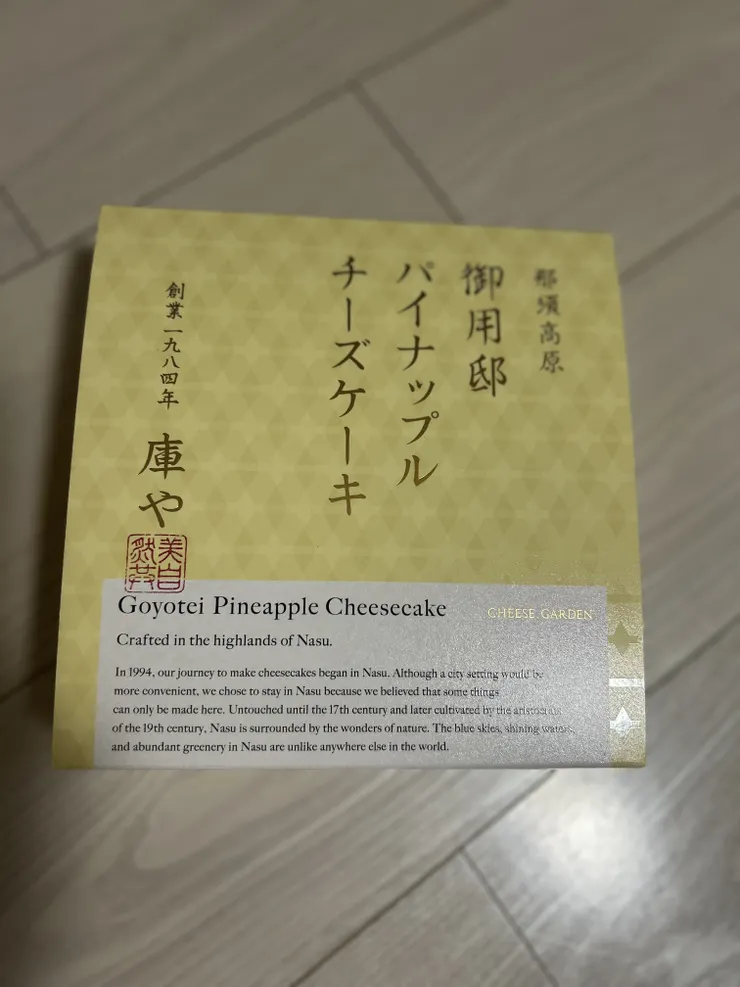 那須高原
御用邸
パイナップル
チーズケーキ
創業一九八四年
庫や
Goyotei Pineapple Cheesecake
CHEESE GARDEN
Crafted in the highlands of Nasu.
In 1994, our journey to make cheesecakes began in Nasu. Although a city setting would be
more convenient, we chose to stay in Nasu because we believed that some things
can only be made here. Untouched until the 17th century and later cultivated by the aristocrats
of the 19th century, Nasu is surrounded by the wonders of nature. The blue skies, shining waters,
and abundant greenery in Nasu are unlike anywhere else in the world.